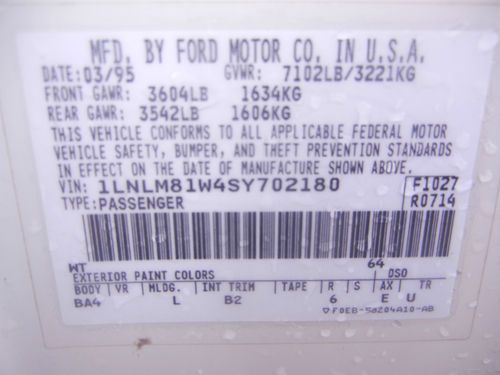 MFD. BY FORD MOTOR CO. IN U.S.A.
DATE: 03/95 GVWR: 7102LB/3221KG
FRONT GAWR: 3604LB 1634KG
REAR GAWR: 3542LB 1606KG
THIS VEHICLE CONFORMS TO ALL APPLICABLE FEDERAL MOTOR
VEHICLE SAFETY, BUMPER, AND THEFT PREVENTION STANDARDS
IN EFFECT ON THE DATE OF MANUFACTURE SHOWN ABOVE.
VIN: 1LNLM81W4SY702180 F1027
TYPE: PASSENGER R0714
WT 64
EXTERIOR PAINT COLORS DSO
BODY VR MLDG. INT TRIM TAPE R S AX TR
BA4 L B2 6 E U
▽F0EB-58204A10-AB